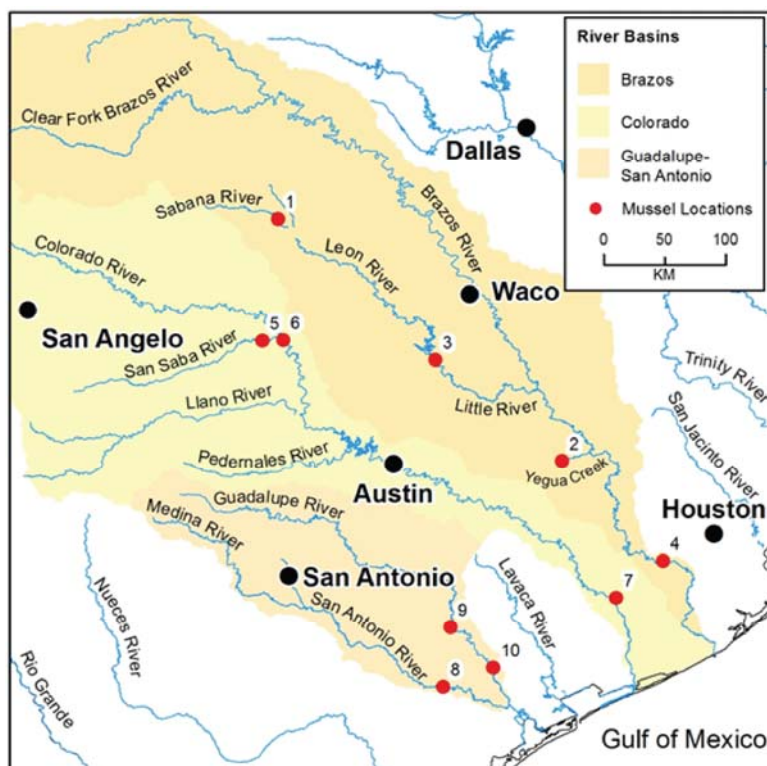 River Basins
Brazos
Colorado
Guadalupe-
San Antonio
Mussel Locations
0 50 100
KM
Clear Fork Brazos River
Dallas
Sabana River
1
Brazos River
Colorado River
Leon River
Waco
San Angelo
5 6
San Saba River
3
Trinity River
Llano River
Little River
San Jacinto River
2
Pedernales River
Yegua Creek
Austin
Guadalupe River
Medina River
Houston
4
Lavaca River
San Antonio
Nueces River
7
9
San Antonio River
10
8
Rio Grande
Gulf of Mexico